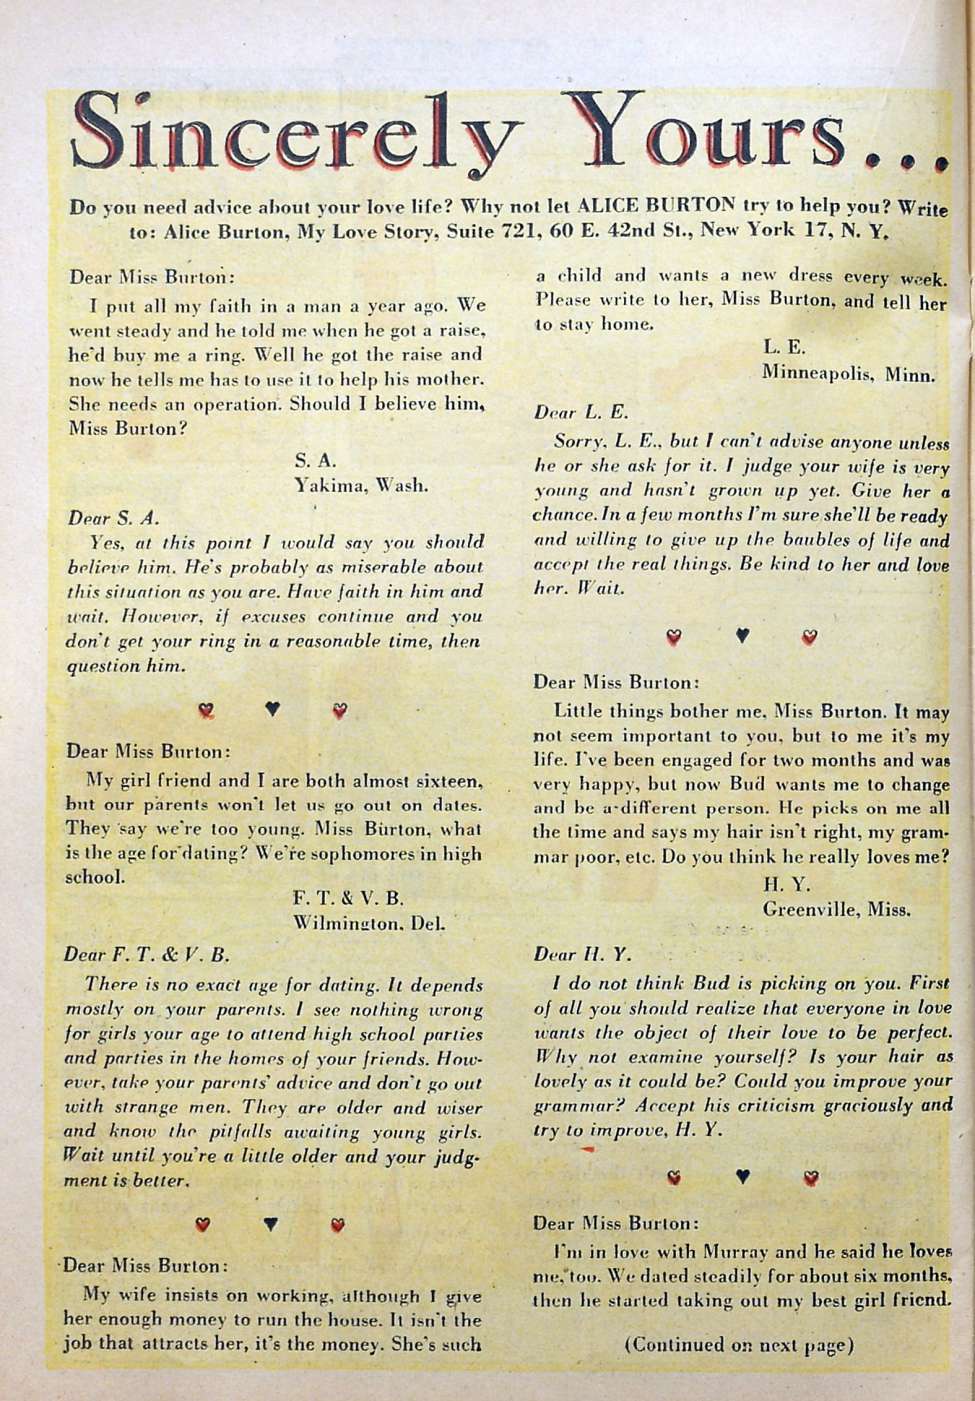 Sincerely Yours...
Do you need advice about your love life? Why not let ALICE BURTON try to help you? Write
to: Alice Burton, My Love Story, Suite 721, 60 E. 42nd St., New York 17, N. Y.
Dear Miss Burton:
I put all my faith in a man a year ago. We
went steady and he told me when he got a raise,
he'd buy me a ring. Well he got the raise and
now he tells me has to use it to help his mother.
She needs an operation. Should I believe him,
Miss Burton?
S. A.
Yakima, Wash.
Dear S. A.
Yes, at this point I would say you should
believe him. He's probably as miserable about
this situation as you are. Have faith in him and
wait. However, if excuses continue and you
don't get your ring in a reasonable time, then
question him.
Dear Miss Burton:
My girl friend and I are both almost sixteen,
but our parents won't let us go out on dates.
They say we're too young. Miss Burton, what
is the age for dating? We're sophomores in high
school.
F. T. & V. B.
Wilmington, Del.
Dear F. T. & V. B.
There is no exact age for dating. It depends
mostly on your parents. I see nothing wrong
for girls your age to attend high school parties
and parties in the homes of your friends. How-
ever, take your parents' advice and don't go out
with strange men. They are older and wiser
and know the pitfalls awaiting young girls.
Wait until you're a little older and your judg-
ment is better.
Dear Miss Burton:
My wife insists on working, although I give
her enough money to run the house. It isn't the
job that attracts her, it's the money. She's such
a child and wants a new dress every week.
Please write to her, Miss Burton, and tell her
to stay home.
L. E.
Minneapolis, Minn.
Dear L. E.
Sorry, L. E., but I can't advise anyone unless
he or she ask for it. I judge your wife is very
young and hasn't grown up yet. Give her a
chance. In a few months I'm sure she'll be ready
and willing to give up the baubles of life and
accept the real things. Be kind to her and love
her. Wait.
Dear Miss Burton:
Little things bother me, Miss Burton. It may
not seem important to you, but to me it's my
life. I've been engaged for two months and was
very happy, but now Bud wants me to change
and be a different person. He picks on me all
the time and says my hair isn't right, my gram-
mar poor, etc. Do you think he really loves me?
H. Y.
Greenville, Miss.
Dear H. Y.
I do not think Bud is picking on you. First
of all you should realize that everyone in love
wants the object of their love to be perfect.
Why not examine yourself? Is your hair as
lovely as it could be? Could you improve your
grammar? Accept his criticism graciously and
try to improve, H. Y.
Dear Miss Burton:
I'm in love with Murray and he said he loves
me, too. We dated steadily for about six months,
then he started taking out my best girl friend.
(Continued on next page)